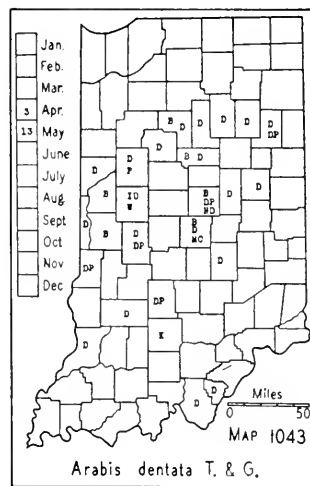 Jan.
Feb.
Mar.
3 Apr.
13 May
June
July
Aug.
Sept
Oct
Nov
Dec
B D
D
D
D
D DP
D
D P
B D
D
B
I D W
B DP ND
D
D
D
B
D DP
B D MC
D
DP
DP
D
D
K
D
D
D
Miles
0 50
MAP 1043
Arabis dentata T. & G.